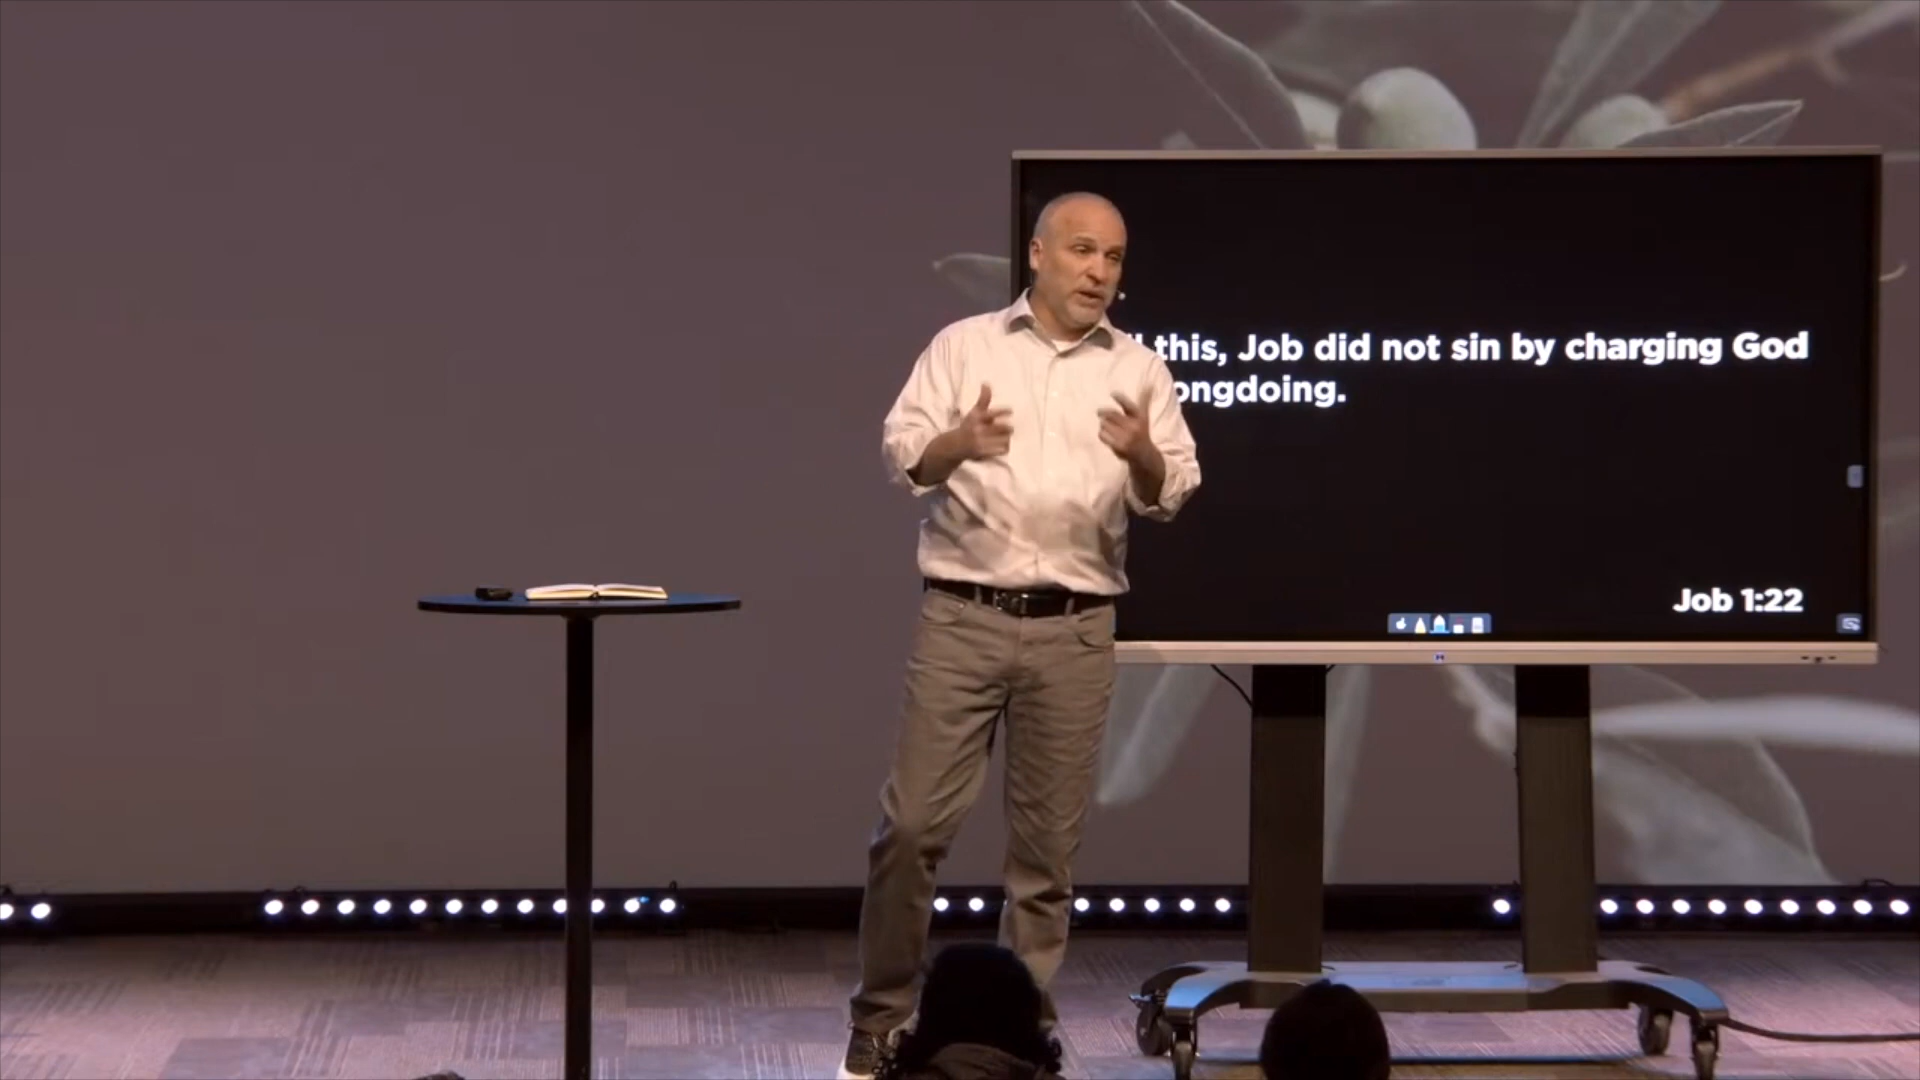 this, Job did not sin by charging God
ongdoing.
Job 1:22